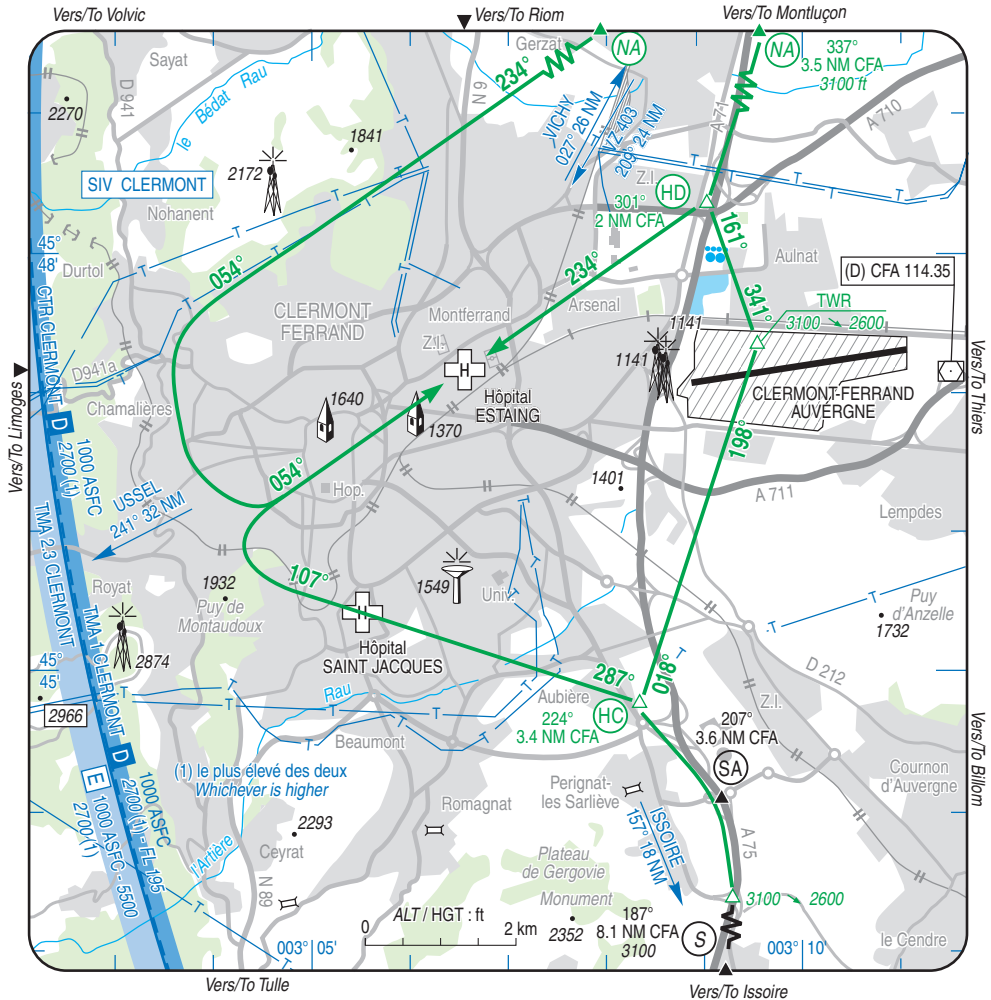 Vers/To Volvic
Vers/To Riom
Vers/To Montluçon
Sayat
D 941
2270
le Bédat Rau
1841
2172
SIV CLERMONT
Nohanent
45°
48'
Durtol
234°
Gerzat
NA
N 9
VICHY
027° 26 NM
VZ 403
209° 24 NM
NA
337°
3.5 NM CFA
3100 ft
A 71
A 710
Z.I.
HD
301°
2 NM CFA
161°
Aulnat
(D) CFA 114.35
054°
CLERMONT
FERRAND
Montferrand
234°
Arsenal
341°
TWR
3100 2600
Z.I.
1141
1141
CLERMONT-FERRAND
AUVERGNE
Vers/To Thiers
Vers/To Limoges
D941a
Chamalières
CTR CLERMONT
D
1000 ASFC
2700 (1)
1640
1370
H
Hôpital
ESTAING
198°
054°
Hop.
1401
A 711
Lempdes
USSEL
241° 32 NM
TMA 2.3 CLERMONT
TMA 1 CLERMONT
Royat
1932
Puy de
Montaudoux
107°
1549
Univ.
Puy
d'Anzelle
1732
2874
H
Hôpital
SAINT JACQUES
45°
45'
2966
Rau
287°
018°
D 212
Aubière
224°
3.4 NM CFA
HC
Z.I.
207°
3.6 NM CFA
SA
Beaumont
D
1000 ASFC
2700 (1) - FL 195
E
1000 ASFC - 5500
2700 (1)
(1) le plus élevé des deux
Whichever is higher
Romagnat
Perignat-
les Sarliève
Cournon
d'Auvergne
Vers/To Billom
2293
Ceyrat
l'Artière
N 89
ISSOIRE
157° 18 NM
A 75
Plateau
de Gergovie
Monument
2352
3100 2600
ALT / HGT : ft
0
2 km
187°
8.1 NM CFA
3100
S
003° 05'
003° 10'
le Cendre
Vers/To Tulle
Vers/To Issoire
T